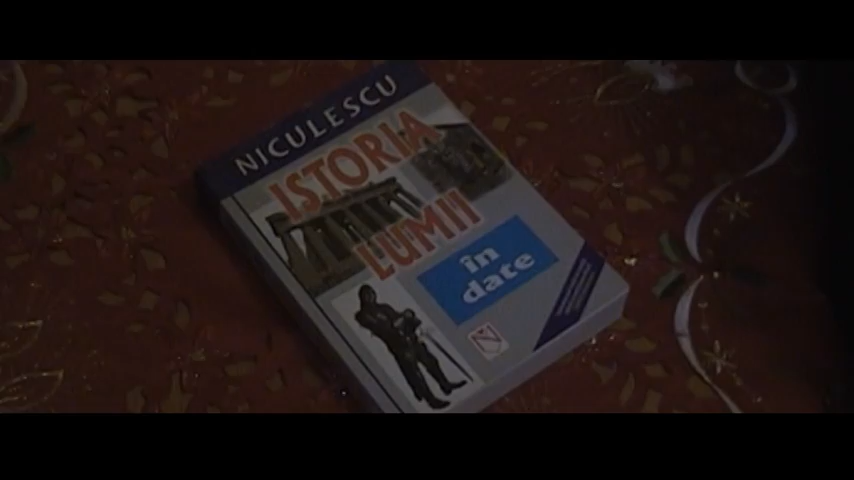 NICULESCU
ISTORIA
LUMII
în
date